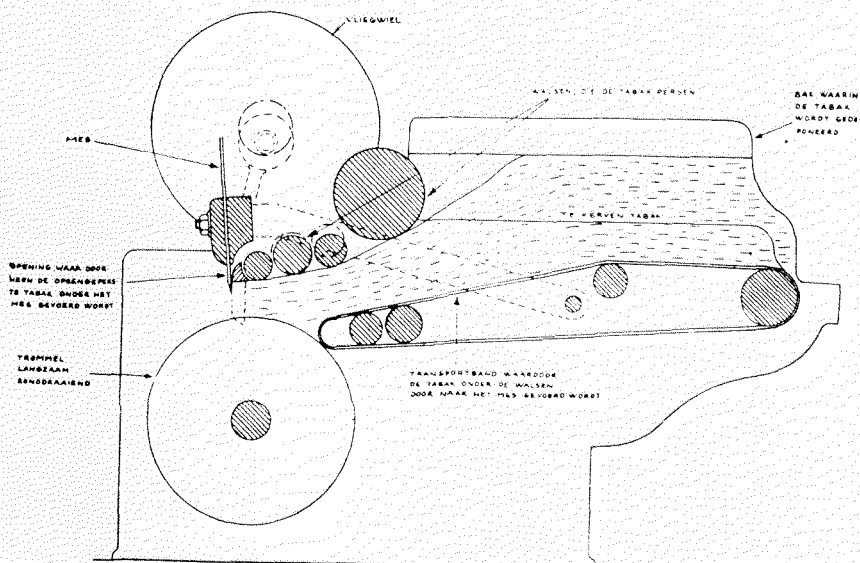 VLIEGWIEL
WALSEN, DIE DE TABAK PERSEN
BAK WAARIN
DE TABAK
WORDT GEDE-
PONEERD
MES
TE KERVEN TABAK
OPENING WAAR DOOR
HEEN DE OPEENGEPERS-
TE TABAK ONDER HET
MES GEVOERD WORDT
TROMMEL
LANGZAAM
RONDDRAAIEND
TRANSPORTBAND WAARDOOR
DE TABAK ONDER DE WALSEN
DOOR NAAR HET MES GEVOERD WORDT